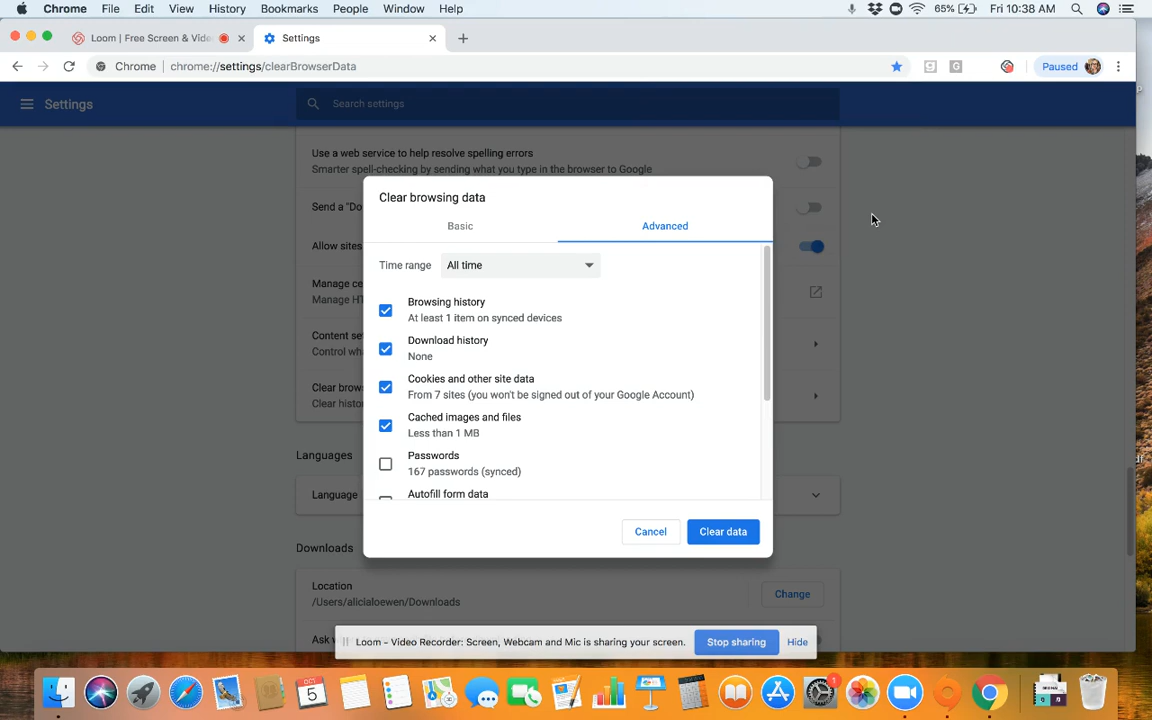 Chrome File Edit View History Bookmarks People Window Help 65% Fri 10:38 AM
Loom | Free Screen & Vide
Settings
Chrome | chrome://settings/clearBrowserData
Paused
Settings
Search settings
Use a web service to help resolve spelling errors
Smarter spell-checking by sending what you type in the browser to Google
Send a "Do
Allow sites
Manage ce
Manage HT
Content se
Control wha
Clear brow
Clear histor
Clear browsing data
Basic
Advanced
Time range
All time
Browsing history
At least 1 item on synced devices
Download history
None
Cookies and other site data
From 7 sites (you won't be signed out of your Google Account)
Cached images and files
Less than 1 MB
Passwords
167 passwords (synced)
Autofill form data
Cancel
Clear data
Languages
Language
Downloads
Location
/Users/alicialoewen/Downloads
Change
Ask w
Loom - Video Recorder: Screen, Webcam and Mic is sharing your screen.
Stop sharing
Hide
5
1